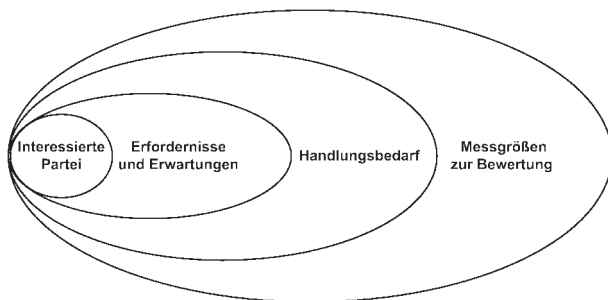 Interessierte
Partei
Erfordernisse
und Erwartungen
Handlungsbedarf
Messgrößen
zur Bewertung